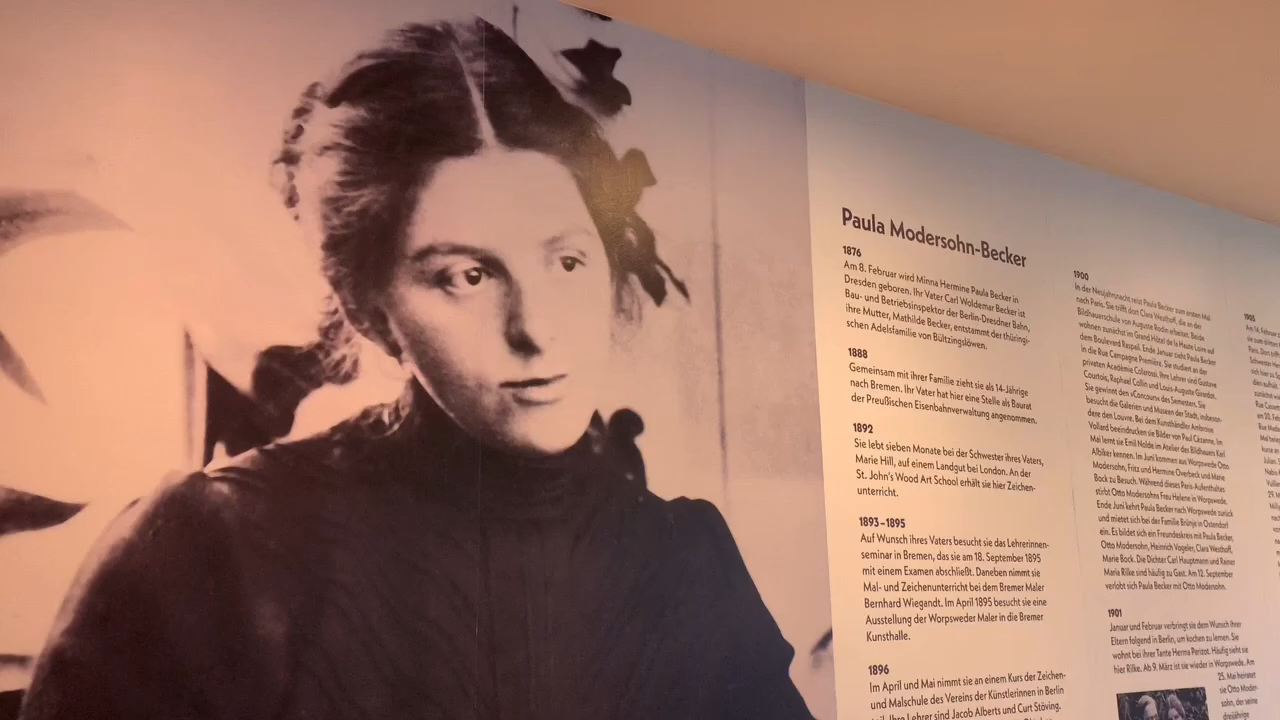 Paula Modersohn-Becker
1876
Am 8. Februar wird Minna Hermine Paula Becker in
Dresden geboren. Ihr Vater Carl Woldemar Becker ist
Bau- und Betriebsinspektor der Berlin-Dresdner Bahn,
ihre Mutter, Mathilde Becker, entstammt der thüringi-
schen Adelsfamilie von Bültzingslöwen.
1888
Gemeinsam mit ihrer Familie zieht sie als 14-Jährige
nach Bremen. Ihr Vater hat hier eine Stelle als Baurat
der Preußischen Eisenbahnverwaltung angenommen.
1892
Sie lebt sieben Monate bei der Schwester ihres Vaters,
Marie Hill, auf einem Landgut bei London. An der
St. John's Wood Art School erhält sie hier Zeichen-
unterricht.
1893–1895
Auf Wunsch ihres Vaters besucht sie das Lehrerinnen-
seminar in Bremen, das sie am 18. September 1895
mit einem Examen abschließt. Daneben nimmt sie
Mal- und Zeichenunterricht bei dem Bremer Maler
Bernhard Wiegandt. Im April 1895 besucht sie eine
Ausstellung der Worpsweder Maler in die Bremer
Kunsthalle.
1896
Im April und Mai nimmt sie an einem Kurs der Zeichen-
und Malschule des Vereins der Künstlerinnen in Berlin
teil. Ihre Lehrer sind Jacob Alberts und Curt Stöving.
1900
In der Neujahrsnacht reist Paula Becker zum ersten Mal
nach Paris. Sie trifft dort Clara Westhoff, die an der
Bildhauerschule von Auguste Rodin arbeitet. Beide
wohnen zunächst im Grand Hôtel de la Haute Loire auf
dem Boulevard Raspail. Ende Januar zieht Paula Becker
in die Rue Campagne Première. Sie studiert an der
privaten Académie Colarossi. Ihre Lehrer sind Gustave
Courtois, Raphael Collin und Louis-Auguste Girardot.
Sie gewinnt den »Concours« des Semesters. Sie
besucht die Galerien und Museen der Stadt, insbeson-
dere den Louvre. Bei dem Kunsthändler Ambroise
Vollard beeindrucken sie Bilder von Paul Cézanne. Im
Mai lernt sie Emil Nolde im Atelier des Bildhauers Karl
Albiker kennen. Im Juni kommen aus Worpswede Otto
Modersohn, Fritz und Hermine Overbeck und Marie
Bock zu Besuch. Während dieses Paris-Aufenthaltes
stirbt Otto Modersohns Frau Helene in Worpswede.
Ende Juni kehrt Paula Becker nach Worpswede zurück
und mietet sich bei der Familie Brünjes in Ostendorf
ein. Es bildet sich ein Freundeskreis mit Paula Becker,
Otto Modersohn, Heinrich Vogeler, Clara Westhoff,
Marie Bock. Die Dichter Carl Hauptmann und Rainer
Maria Rilke sind häufig zu Gast. Am 12. September
verlobt sich Paula Becker mit Otto Modersohn.
1901
Januar und Februar verbringt sie dem Wunsch ihrer
Eltern folgend in Berlin, um kochen zu lernen. Sie
wohnt bei ihrer Tante Herma Parizot. Häufig sieht sie
hier Rilke. Ab 9. März ist sie wieder in Worpswede. Am
25. Mai heiratet
sie Otto Moder-
sohn, der seine
dreijährige